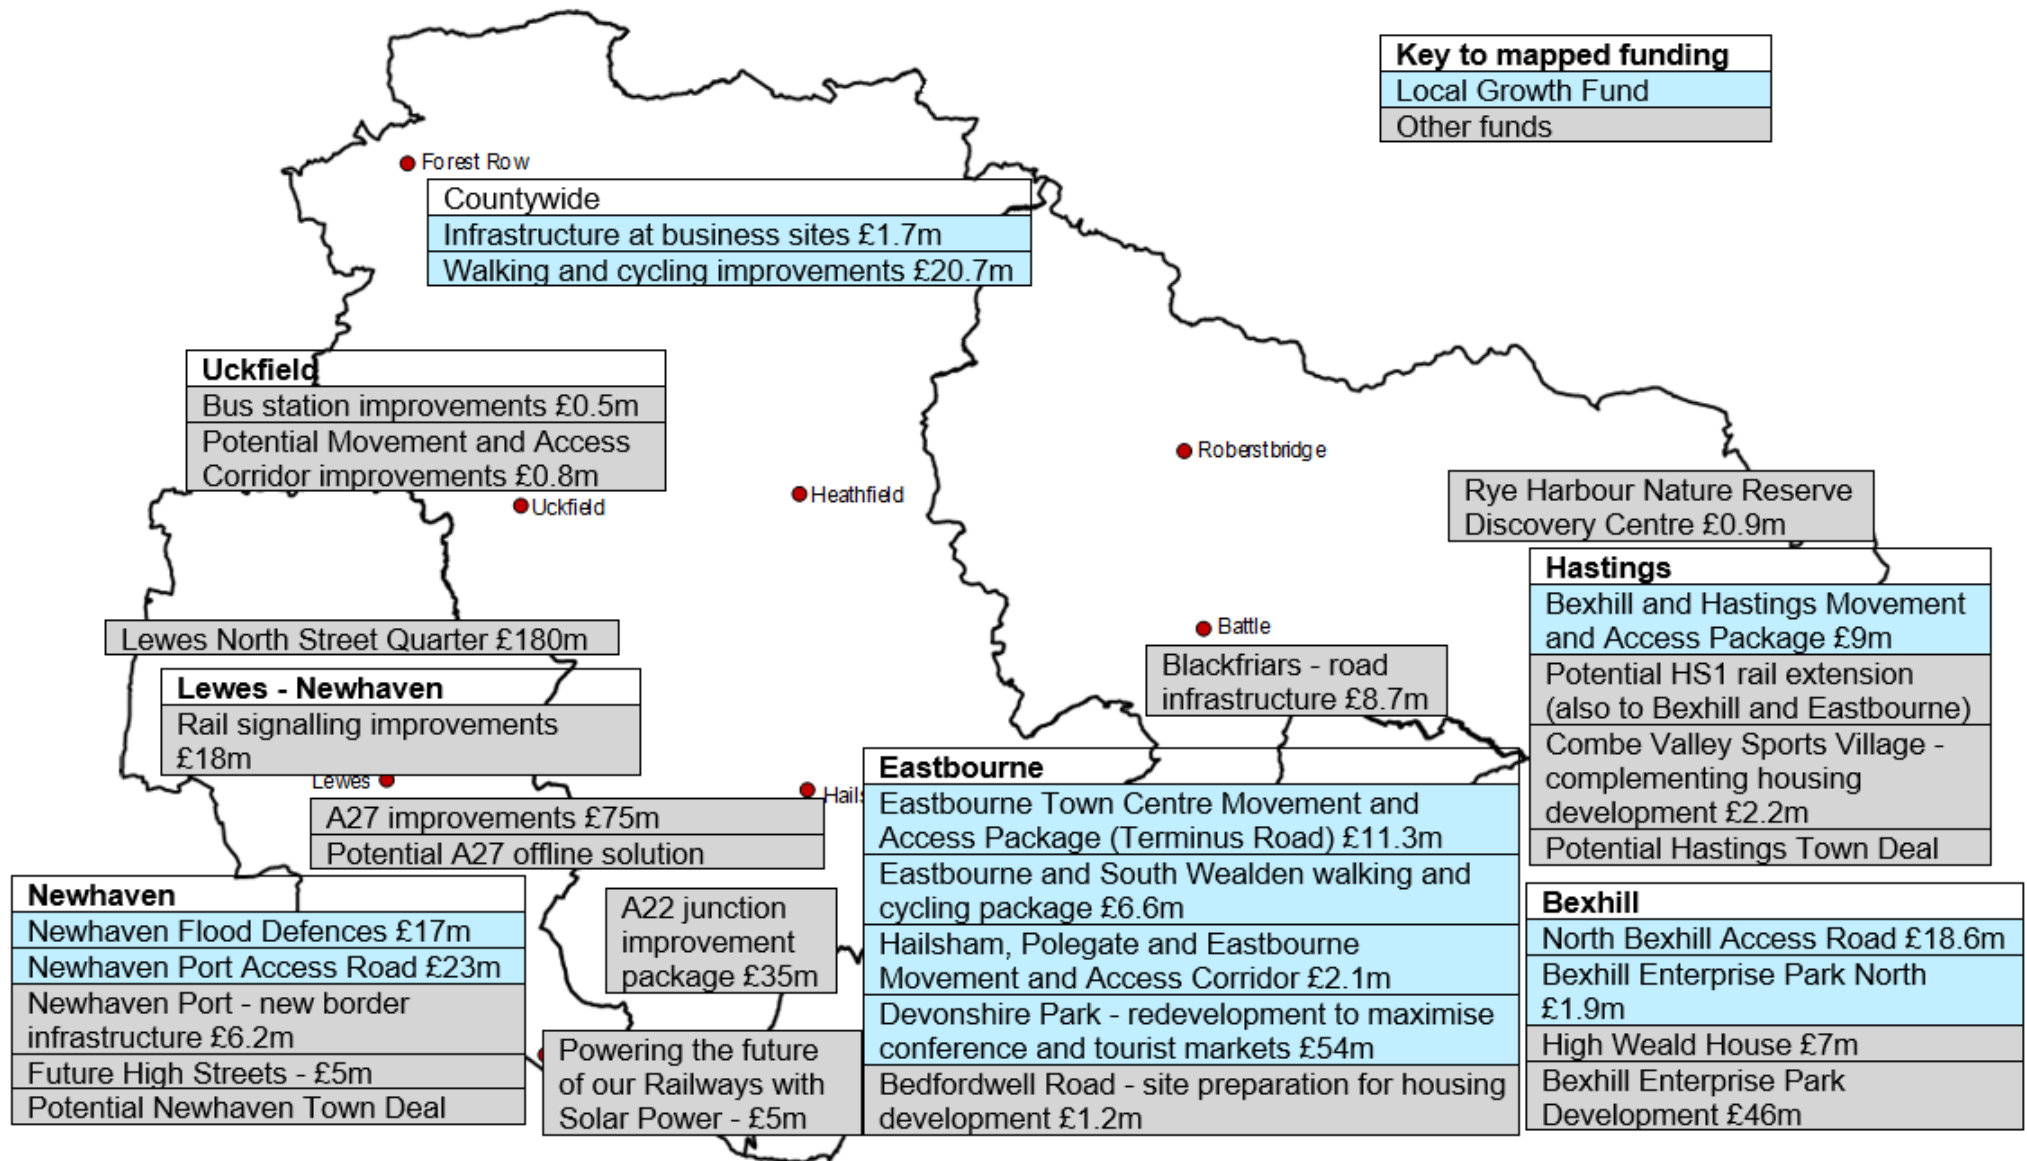 Key to mapped funding
Local Growth Fund
Other funds
Forest Row
Countywide
Infrastructure at business sites £1.7m
Walking and cycling improvements £20.7m
Uckfield
Bus station improvements £0.5m
Potential Movement and Access
Corridor improvements £0.8m
Uckfield
Heathfield
Roberstbridge
Rye Harbour Nature Reserve
Discovery Centre £0.9m
Hastings
Bexhill and Hastings Movement
and Access Package £9m
Potential HS1 rail extension
(also to Bexhill and Eastbourne)
Combe Valley Sports Village -
complementing housing
development £2.2m
Potential Hastings Town Deal
Battle
Blackfriars - road
infrastructure £8.7m
Lewes North Street Quarter £180m
Lewes - Newhaven
Rail signalling improvements
£18m
Lewes
Hails
A27 improvements £75m
Potential A27 offline solution
Eastbourne
Eastbourne Town Centre Movement and
Access Package (Terminus Road) £11.3m
Eastbourne and South Wealden walking and
cycling package £6.6m
Hailsham, Polegate and Eastbourne
Movement and Access Corridor £2.1m
Devonshire Park - redevelopment to maximise
conference and tourist markets £54m
Bedfordwell Road - site preparation for housing
development £1.2m
Newhaven
Newhaven Flood Defences £17m
Newhaven Port Access Road £23m
Newhaven Port - new border
infrastructure £6.2m
Future High Streets - £5m
Potential Newhaven Town Deal
A22 junction
improvement
package £35m
Powering the future
of our Railways with
Solar Power - £5m
Bexhill
North Bexhill Access Road £18.6m
Bexhill Enterprise Park North
£1.9m
High Weald House £7m
Bexhill Enterprise Park
Development £46m